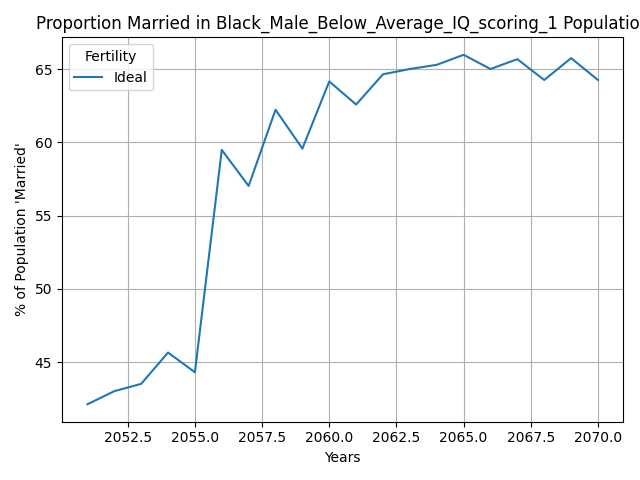 Proportion Married in Black_Male_Below_Average_IQ_scoring_1 Populatio
Fertility
Ideal
% of Population 'Married'
65
60
55
50
45
2052.5 2055.0 2057.5 2060.0 2062.5 2065.0 2067.5 2070.0
Years